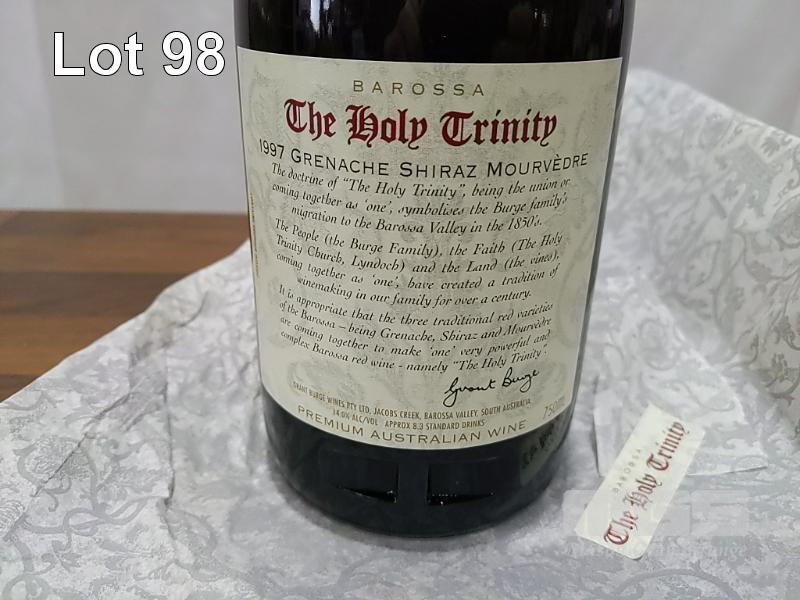 Lot 98
BAROSSA
The Holy Trinity
1997 GRENACHE SHIRAZ MOURVÈDRE
The doctrine of "The Holy Trinity", being the union or
coming together as 'one', symbolises the Burge family's
migration to the Barossa Valley in the 1850's.
The People (the Burge Family), the Faith (The Holy
Trinity Church, Lyndoch) and the Land (the vines),
coming together as 'one', have created a tradition of
winemaking in our family for over a century.
It is appropriate that the three traditional red varieties
of the Barossa – being Grenache, Shiraz and Mourvèdre
are coming together to make 'one' very powerful and
complex Barossa red wine - namely "The Holy Trinity".
Grant Burge
GRANT BURGE WINES PTY LTD, JACOBS CREEK, BAROSSA VALLEY, SOUTH AUSTRALIA
14.0% ALC/VOL APPROX 8.3 STANDARD DRINKS 750ml
PREMIUM AUSTRALIAN WINE
BAROSSA
The Holy Trinity